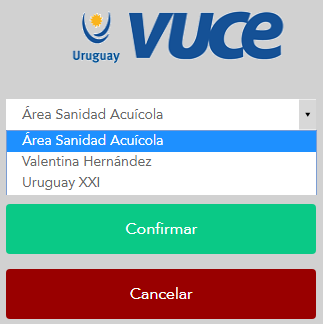 Uruguay
vuce
Área Sanidad Acuícola
Área Sanidad Acuícola
Valentina Hernández
Uruguay XXI
Confirmar
Cancelar